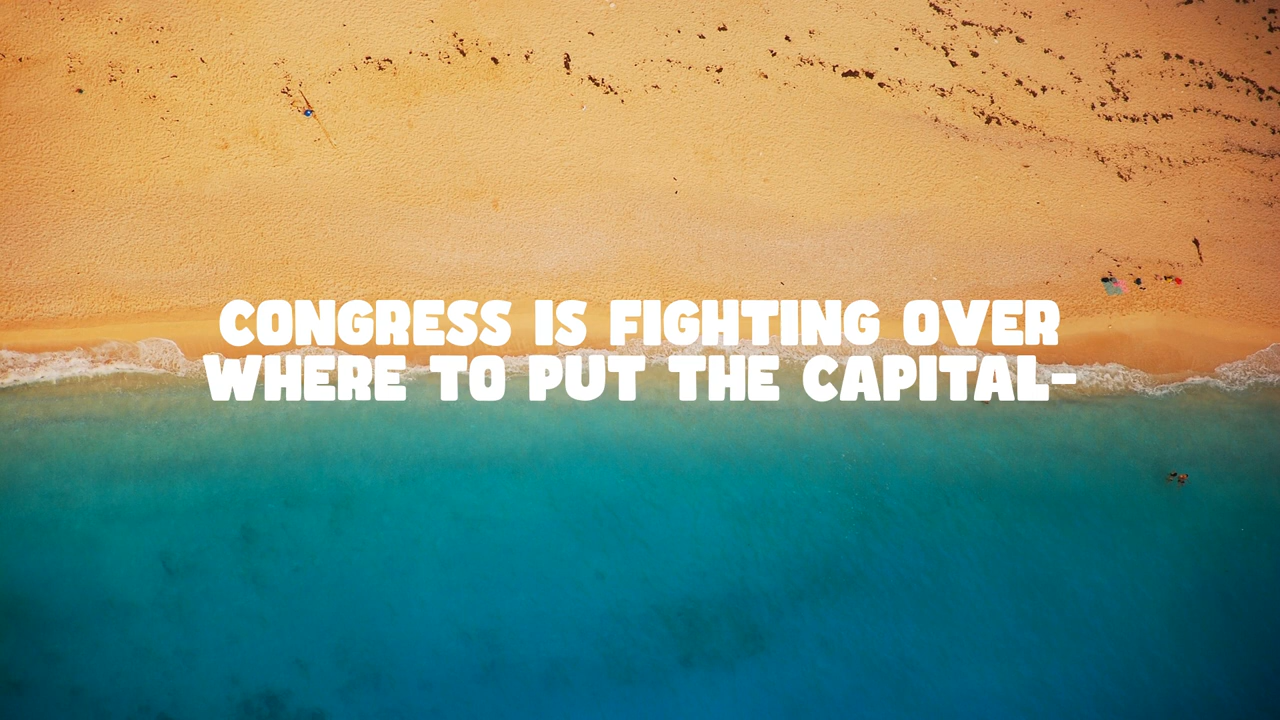 CONGRESS IS FIGHTING OVER
WHERE TO PUT THE CAPITAL-